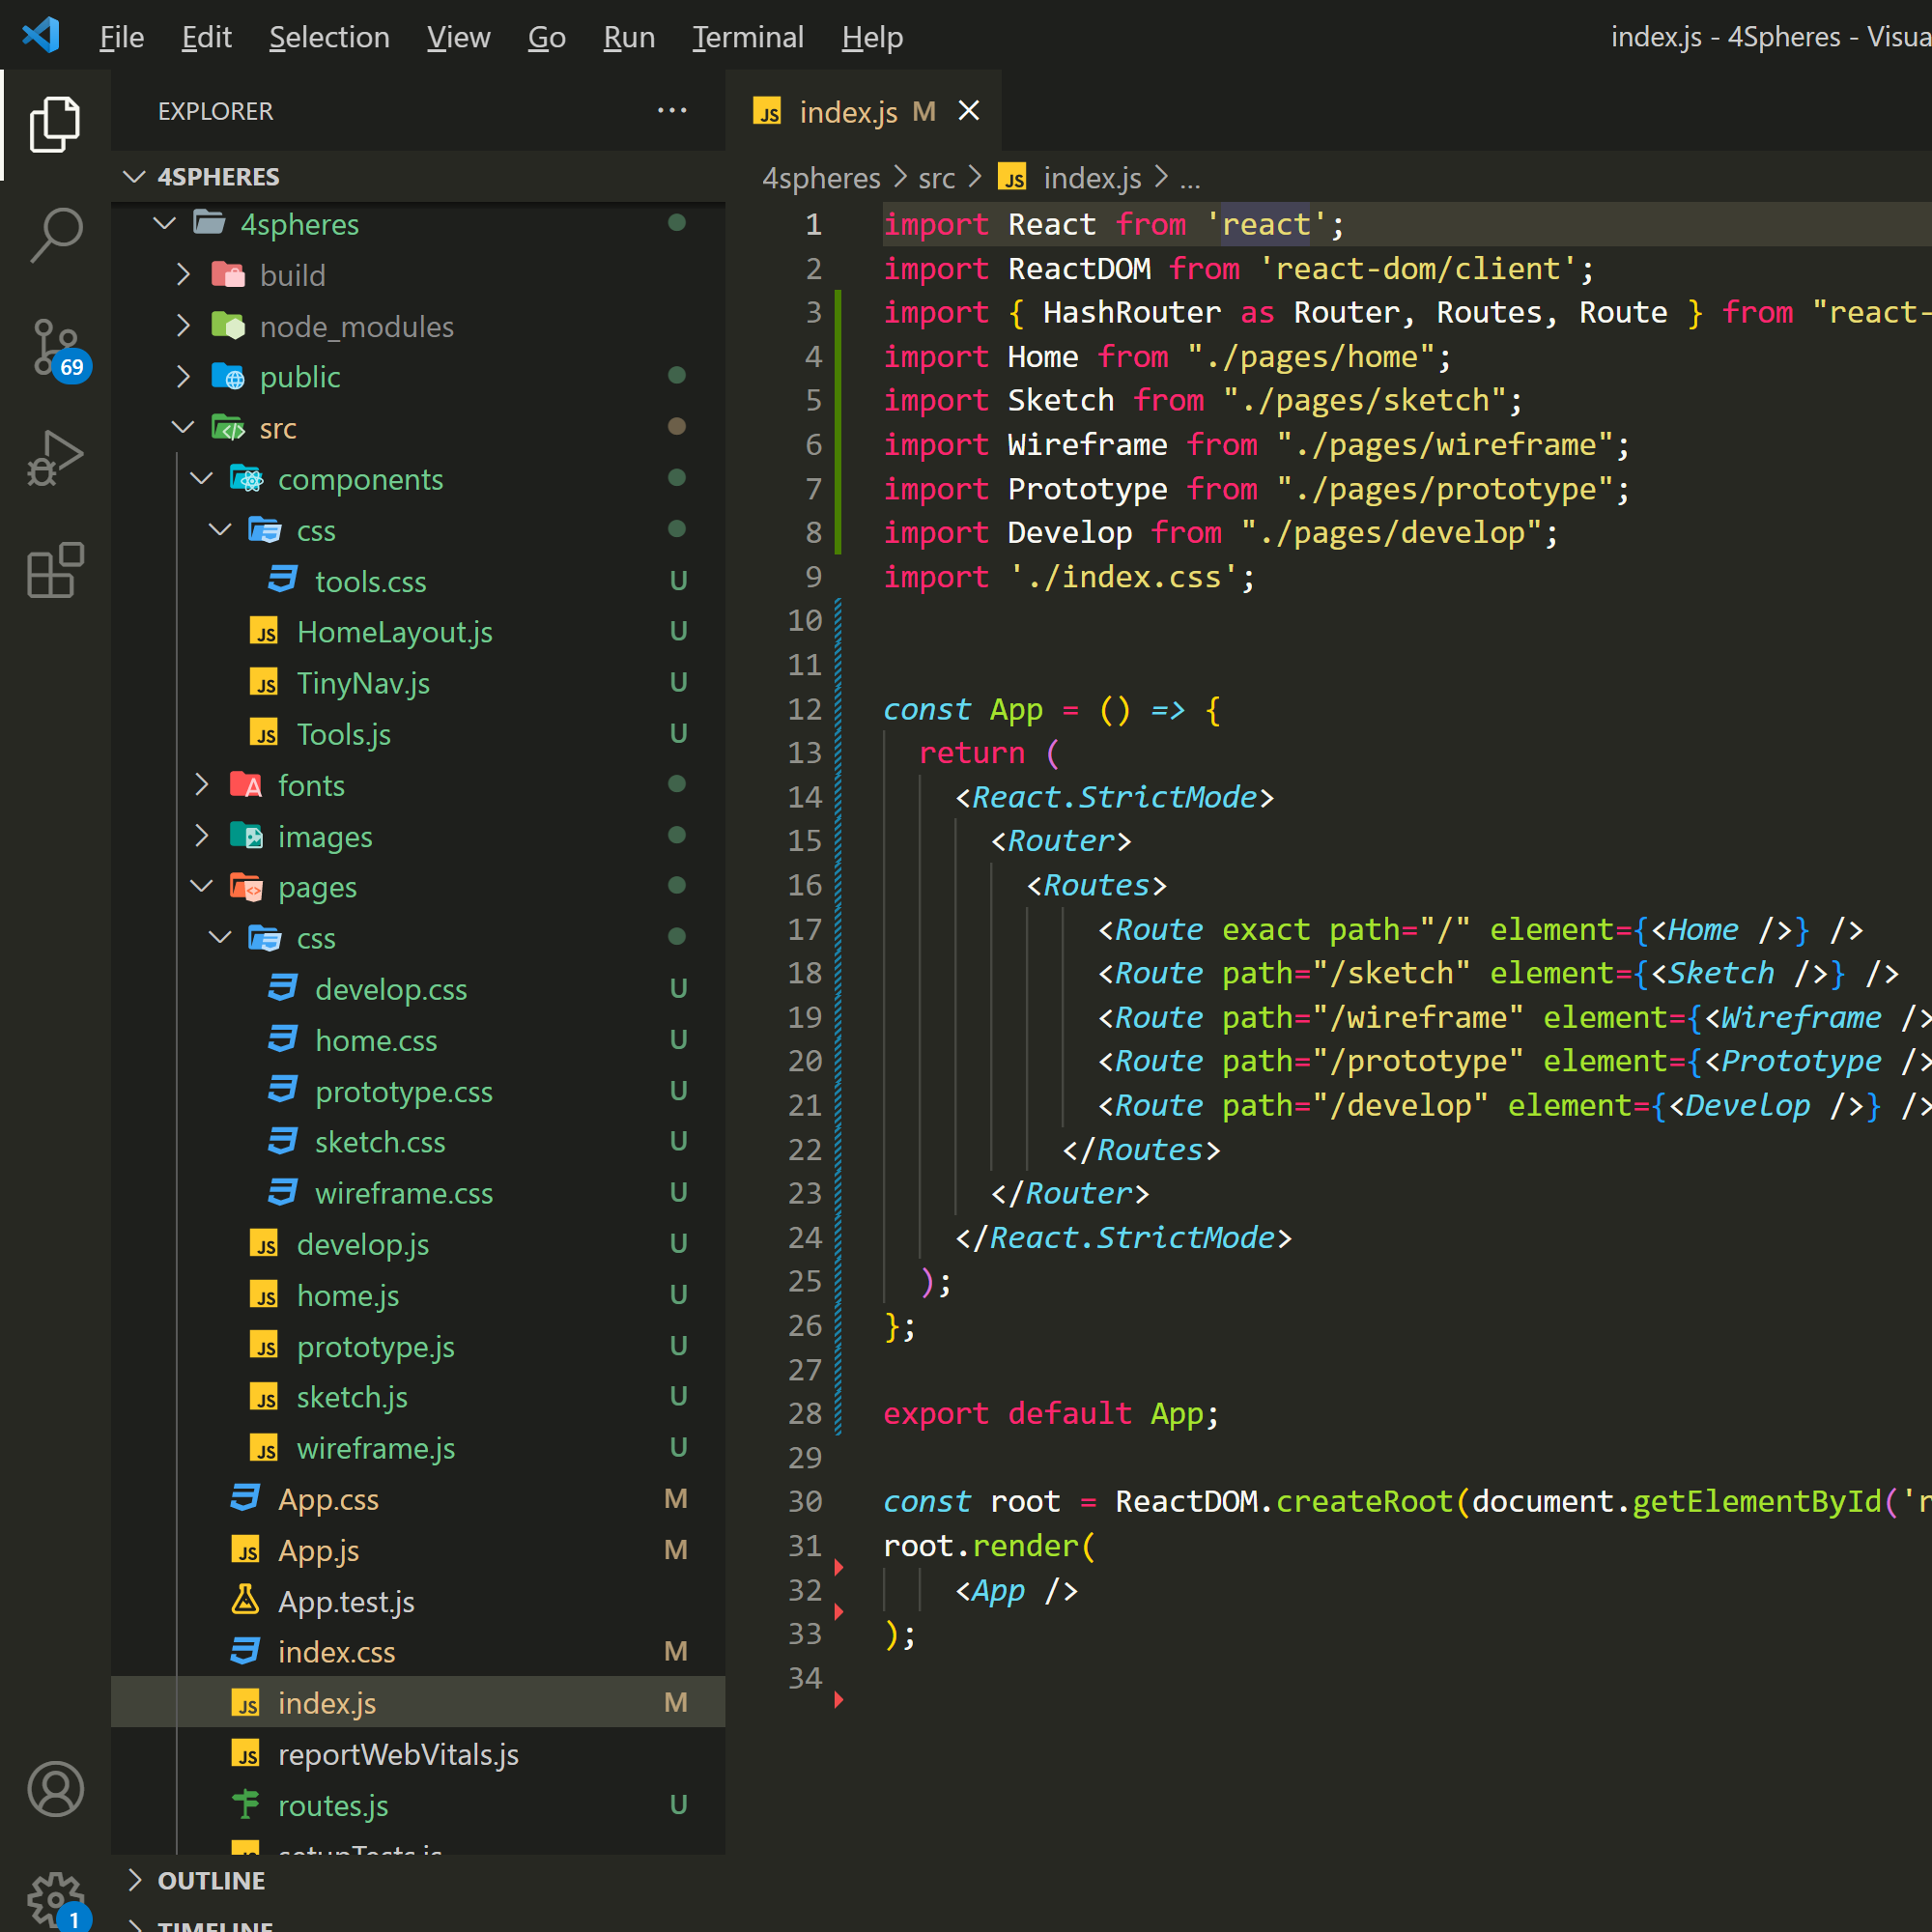 File Edit Selection View Go Run Terminal Help
index.js - 4Spheres - Visua
EXPLORER
4SPHERES
4spheres
build
node_modules
public
src
components
css
tools.css U
HomeLayout.js U
TinyNav.js U
Tools.js U
fonts
images
pages
css
develop.css U
home.css U
prototype.css U
sketch.css U
wireframe.css U
develop.js U
home.js U
prototype.js U
sketch.js U
wireframe.js U
App.css M
App.js M
App.test.js
index.css M
index.js M
reportWebVitals.js
routes.js U
setupTests.js
OUTLINE
TIMELINE
69
1
index.js M
4spheres > src > JS index.js > ...
1 import React from 'react';
2 import ReactDOM from 'react-dom/client';
3 import { HashRouter as Router, Routes, Route } from "react-
4 import Home from "./pages/home";
5 import Sketch from "./pages/sketch";
6 import Wireframe from "./pages/wireframe";
7 import Prototype from "./pages/prototype";
8 import Develop from "./pages/develop";
9 import './index.css';
10
11
12 const App = () => {
13 return (
14 <React.StrictMode>
15 <Router>
16 <Routes>
17 <Route exact path="/" element={<Home />} />
18 <Route path="/sketch" element={<Sketch />} />
19 <Route path="/wireframe" element={<Wireframe />
20 <Route path="/prototype" element={<Prototype />
21 <Route path="/develop" element={<Develop />} />
22 </Routes>
23 </Router>
24 </React.StrictMode>
25 );
26 };
27
28 export default App;
29
30 const root = ReactDOM.createRoot(document.getElementById('r
31 root.render(
32 <App />
33 );
34